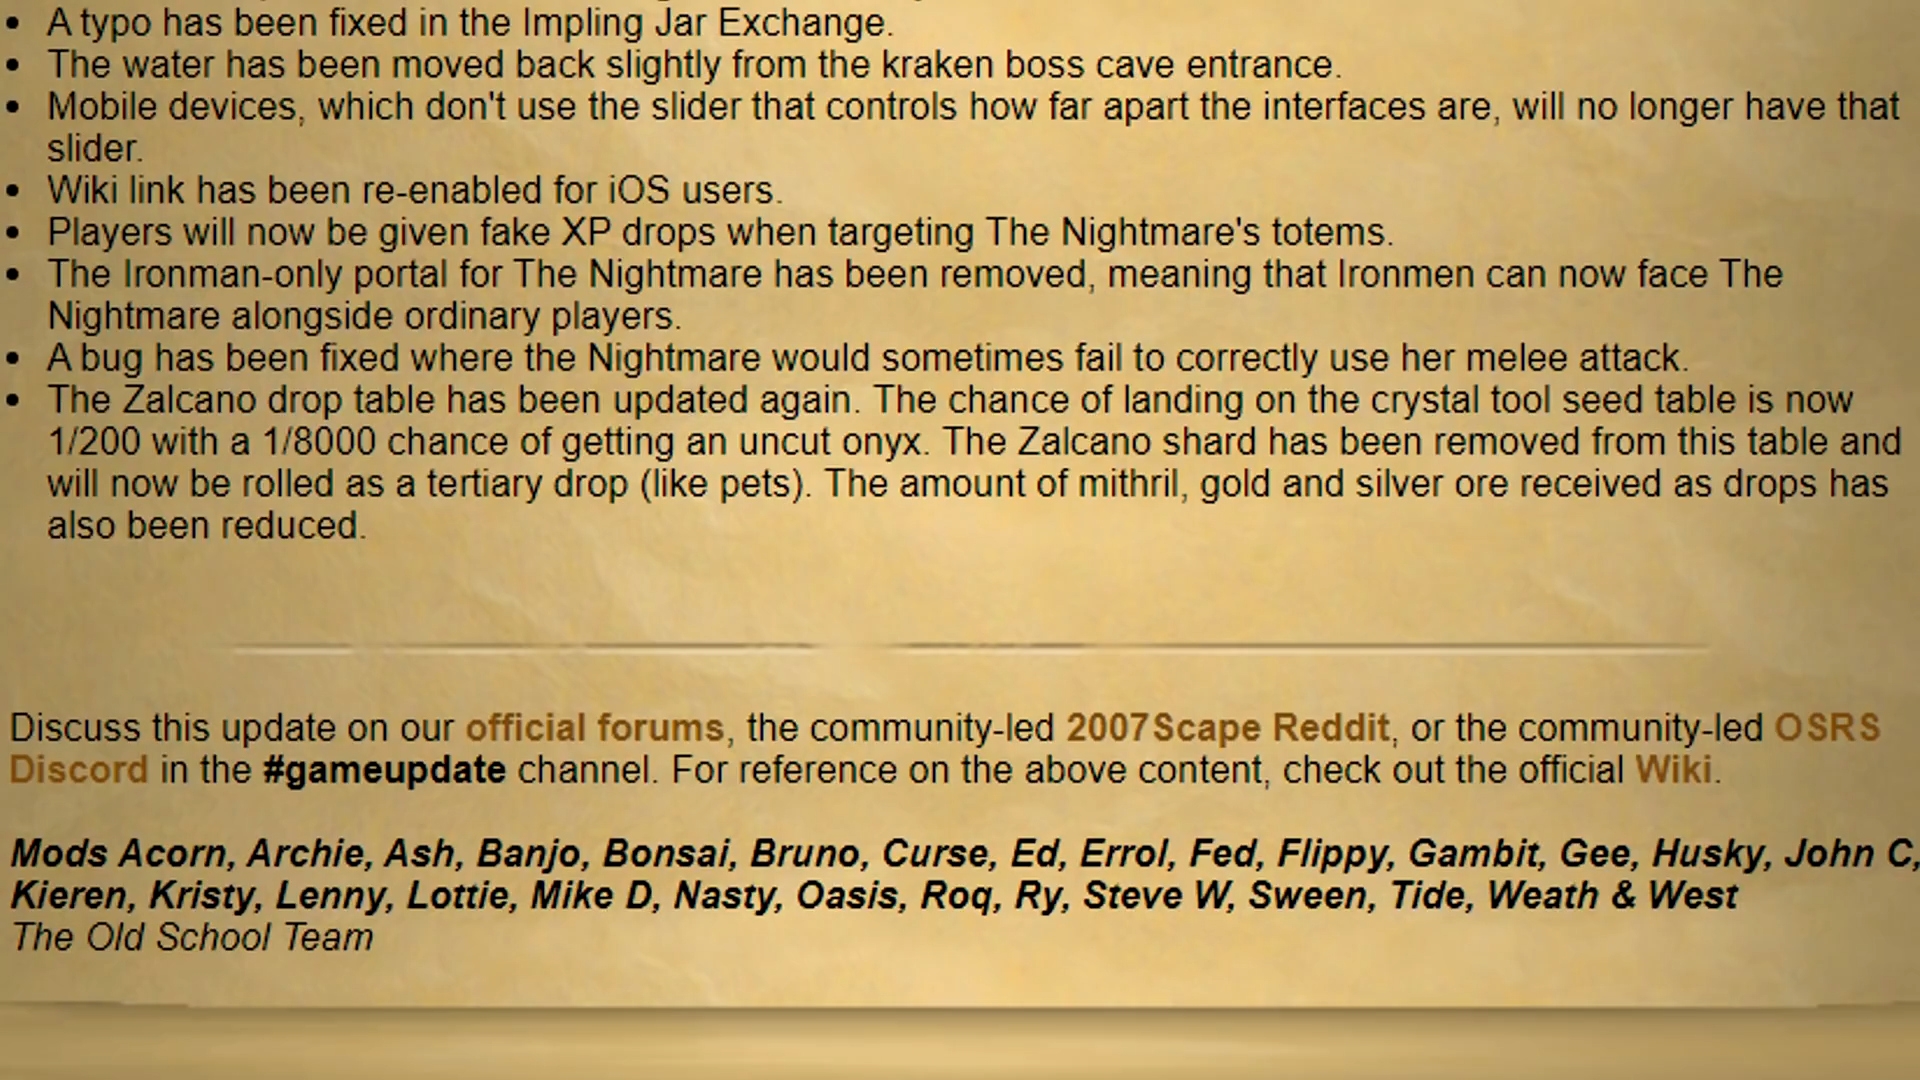 • A typo has been fixed in the Impling Jar Exchange.
• The water has been moved back slightly from the kraken boss cave entrance.
• Mobile devices, which don't use the slider that controls how far apart the interfaces are, will no longer have that
slider.
• Wiki link has been re-enabled for iOS users.
• Players will now be given fake XP drops when targeting The Nightmare's totems.
• The Ironman-only portal for The Nightmare has been removed, meaning that Ironmen can now face The
Nightmare alongside ordinary players.
• A bug has been fixed where the Nightmare would sometimes fail to correctly use her melee attack.
• The Zalcano drop table has been updated again. The chance of landing on the crystal tool seed table is now
1/200 with a 1/8000 chance of getting an uncut onyx. The Zalcano shard has been removed from this table and
will now be rolled as a tertiary drop (like pets). The amount of mithril, gold and silver ore received as drops has
also been reduced.
Discuss this update on our official forums, the community-led 2007Scape Reddit, or the community-led OSRS
Discord in the #gameupdate channel. For reference on the above content, check out the official Wiki.
Mods Acorn, Archie, Ash, Banjo, Bonsai, Bruno, Curse, Ed, Errol, Fed, Flippy, Gambit, Gee, Husky, John C,
Kieren, Kristy, Lenny, Lottie, Mike D, Nasty, Oasis, Roq, Ry, Steve W, Sween, Tide, Weath & West
The Old School Team